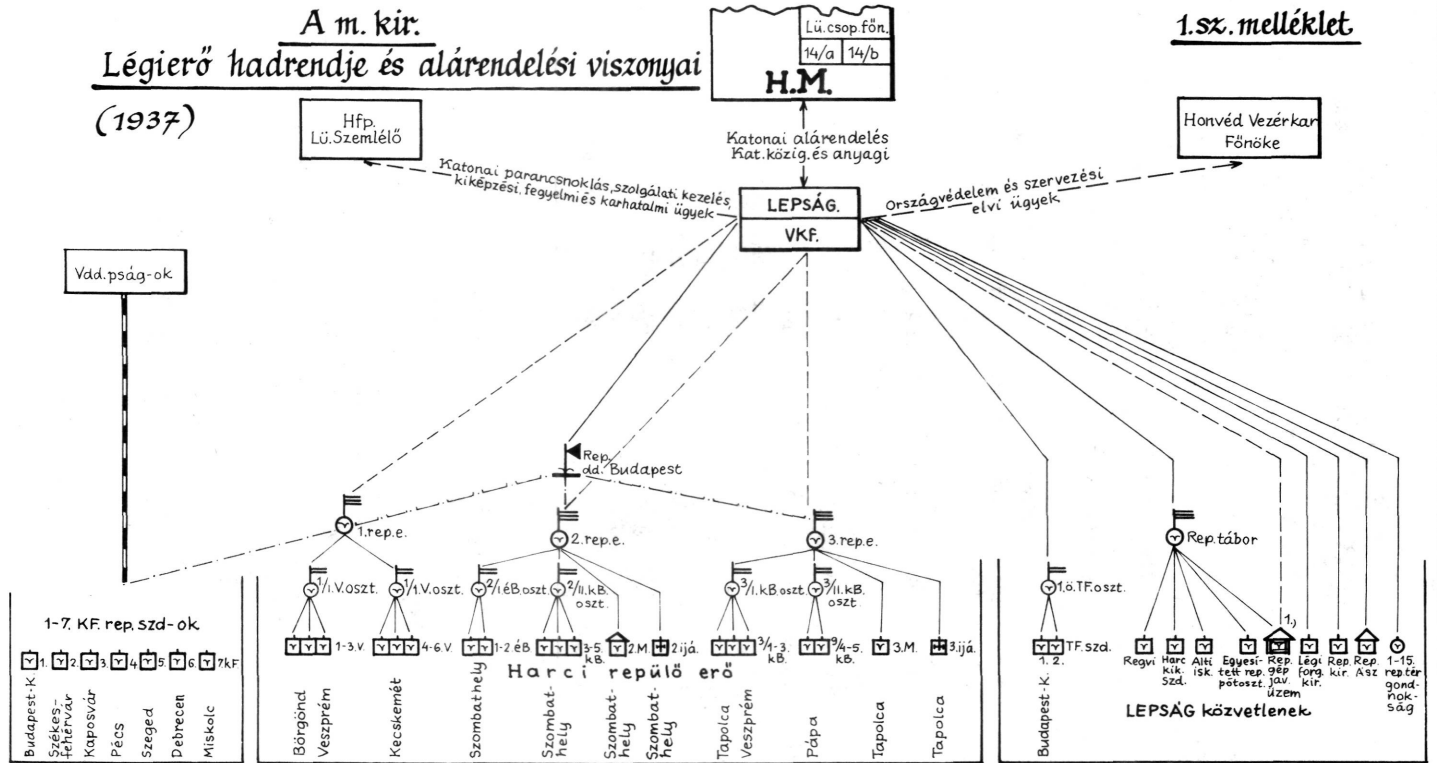 A m. kir.
Légierő hadrendje és alárendelési viszonyai
(1937)
Lü.csop.főn.
14/a 14/b
H.M.
1.sz. melléklet
Hfp.
Lü.Szemlélő
Katonai alárendelés
Kat.közig.és anyagi
Honvéd Vezérkar
Főnöke
Katonai parancsnoklás, szolgálati kezelés,
kiképzési, fegyelmi és karhatalmi ügyek
LEPSÁG.
VKF.
Országvédelem és szervezési
elvi ügyek
Vdd.pság-ok
Rep.
dd. Budapest
1.rep.e.
2.rep.e.
3.rep.e.
Rep.tábor
1/I.V.oszt.
1/1.V.oszt.
2/I éB.oszt.
2/II.kB.
oszt.
3/I.kB.oszt.
3/II.kB.
oszt.
1.ö.TF.oszt.
1-7. KF. rep. szd-ok
1. 2. 3. 4. 5. 6. 7.kF.
Budapest-K.
Székes-
fehérvár
Kaposvár
Pécs
Szeged
Debrecen
Miskolc
1-3.V.
4-6.V.
1-2 éB.
3-5.
kB.
2.M.
2.ijá.
3/1-3.
kB.
9/4-5.
kB.
3.M.
3.ijá.
Harci repülő erő
Börgönd
Veszprém
Kecskemét
Szombathely
Szombat-
hely
Szombat-
hely
Szombat-
hely
Tapolca
Veszprém
Pápa
Tapolca
Tapolca
TF.szd.
1. 2.
Budapest-K.
Regvi
Harc
kik.
Szd.
Alti
isk.
Egyesí-
tett rep.
pótoszt.
1.)
Rep.
gép
jav.
üzem
Légi
forg.
kir.
Rep.
kir.
Rep.
Ász
1-15.
rep.tér
gond-
nok-
ság
LEPSÁG közvetlenek